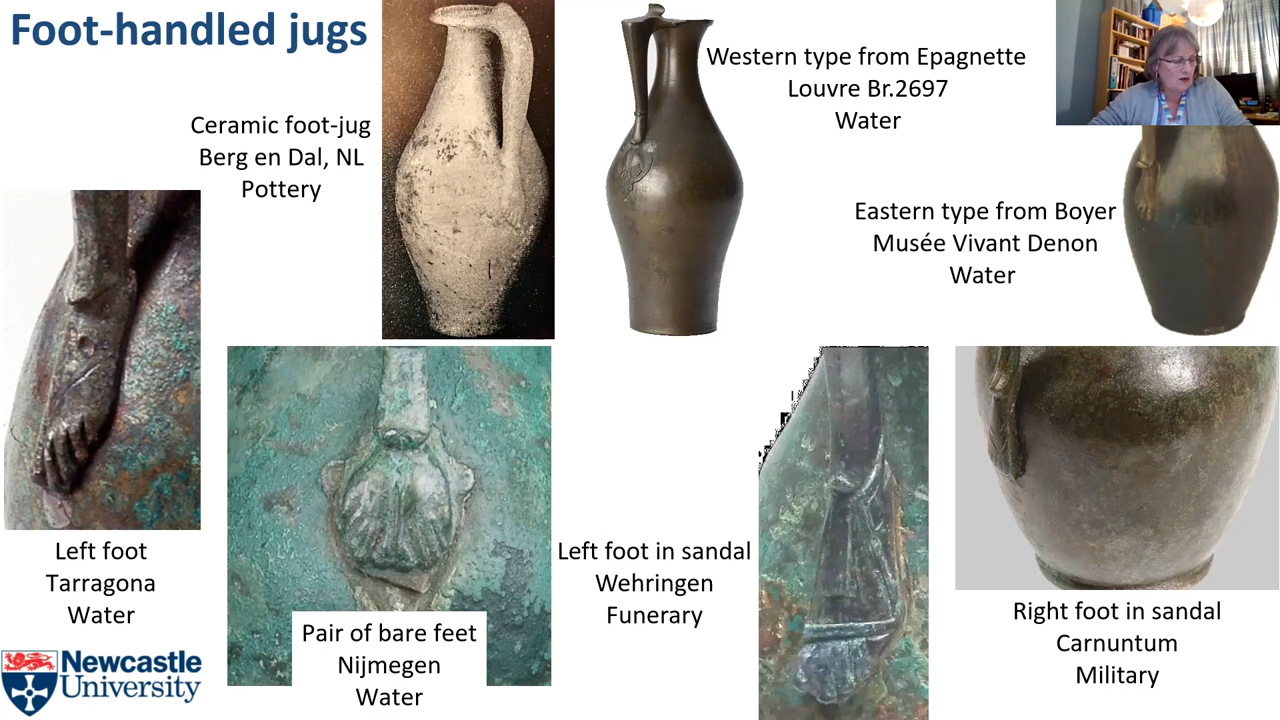 Foot-handled jugs
Ceramic foot-jug
Berg en Dal, NL
Pottery
Western type from Epagnette
Louvre Br.2697
Water
Eastern type from Boyer
Musée Vivant Denon
Water
Left foot
Tarragona
Water
Pair of bare feet
Nijmegen
Water
Left foot in sandal
Wehringen
Funerary
Right foot in sandal
Carnuntum
Military
Newcastle
University